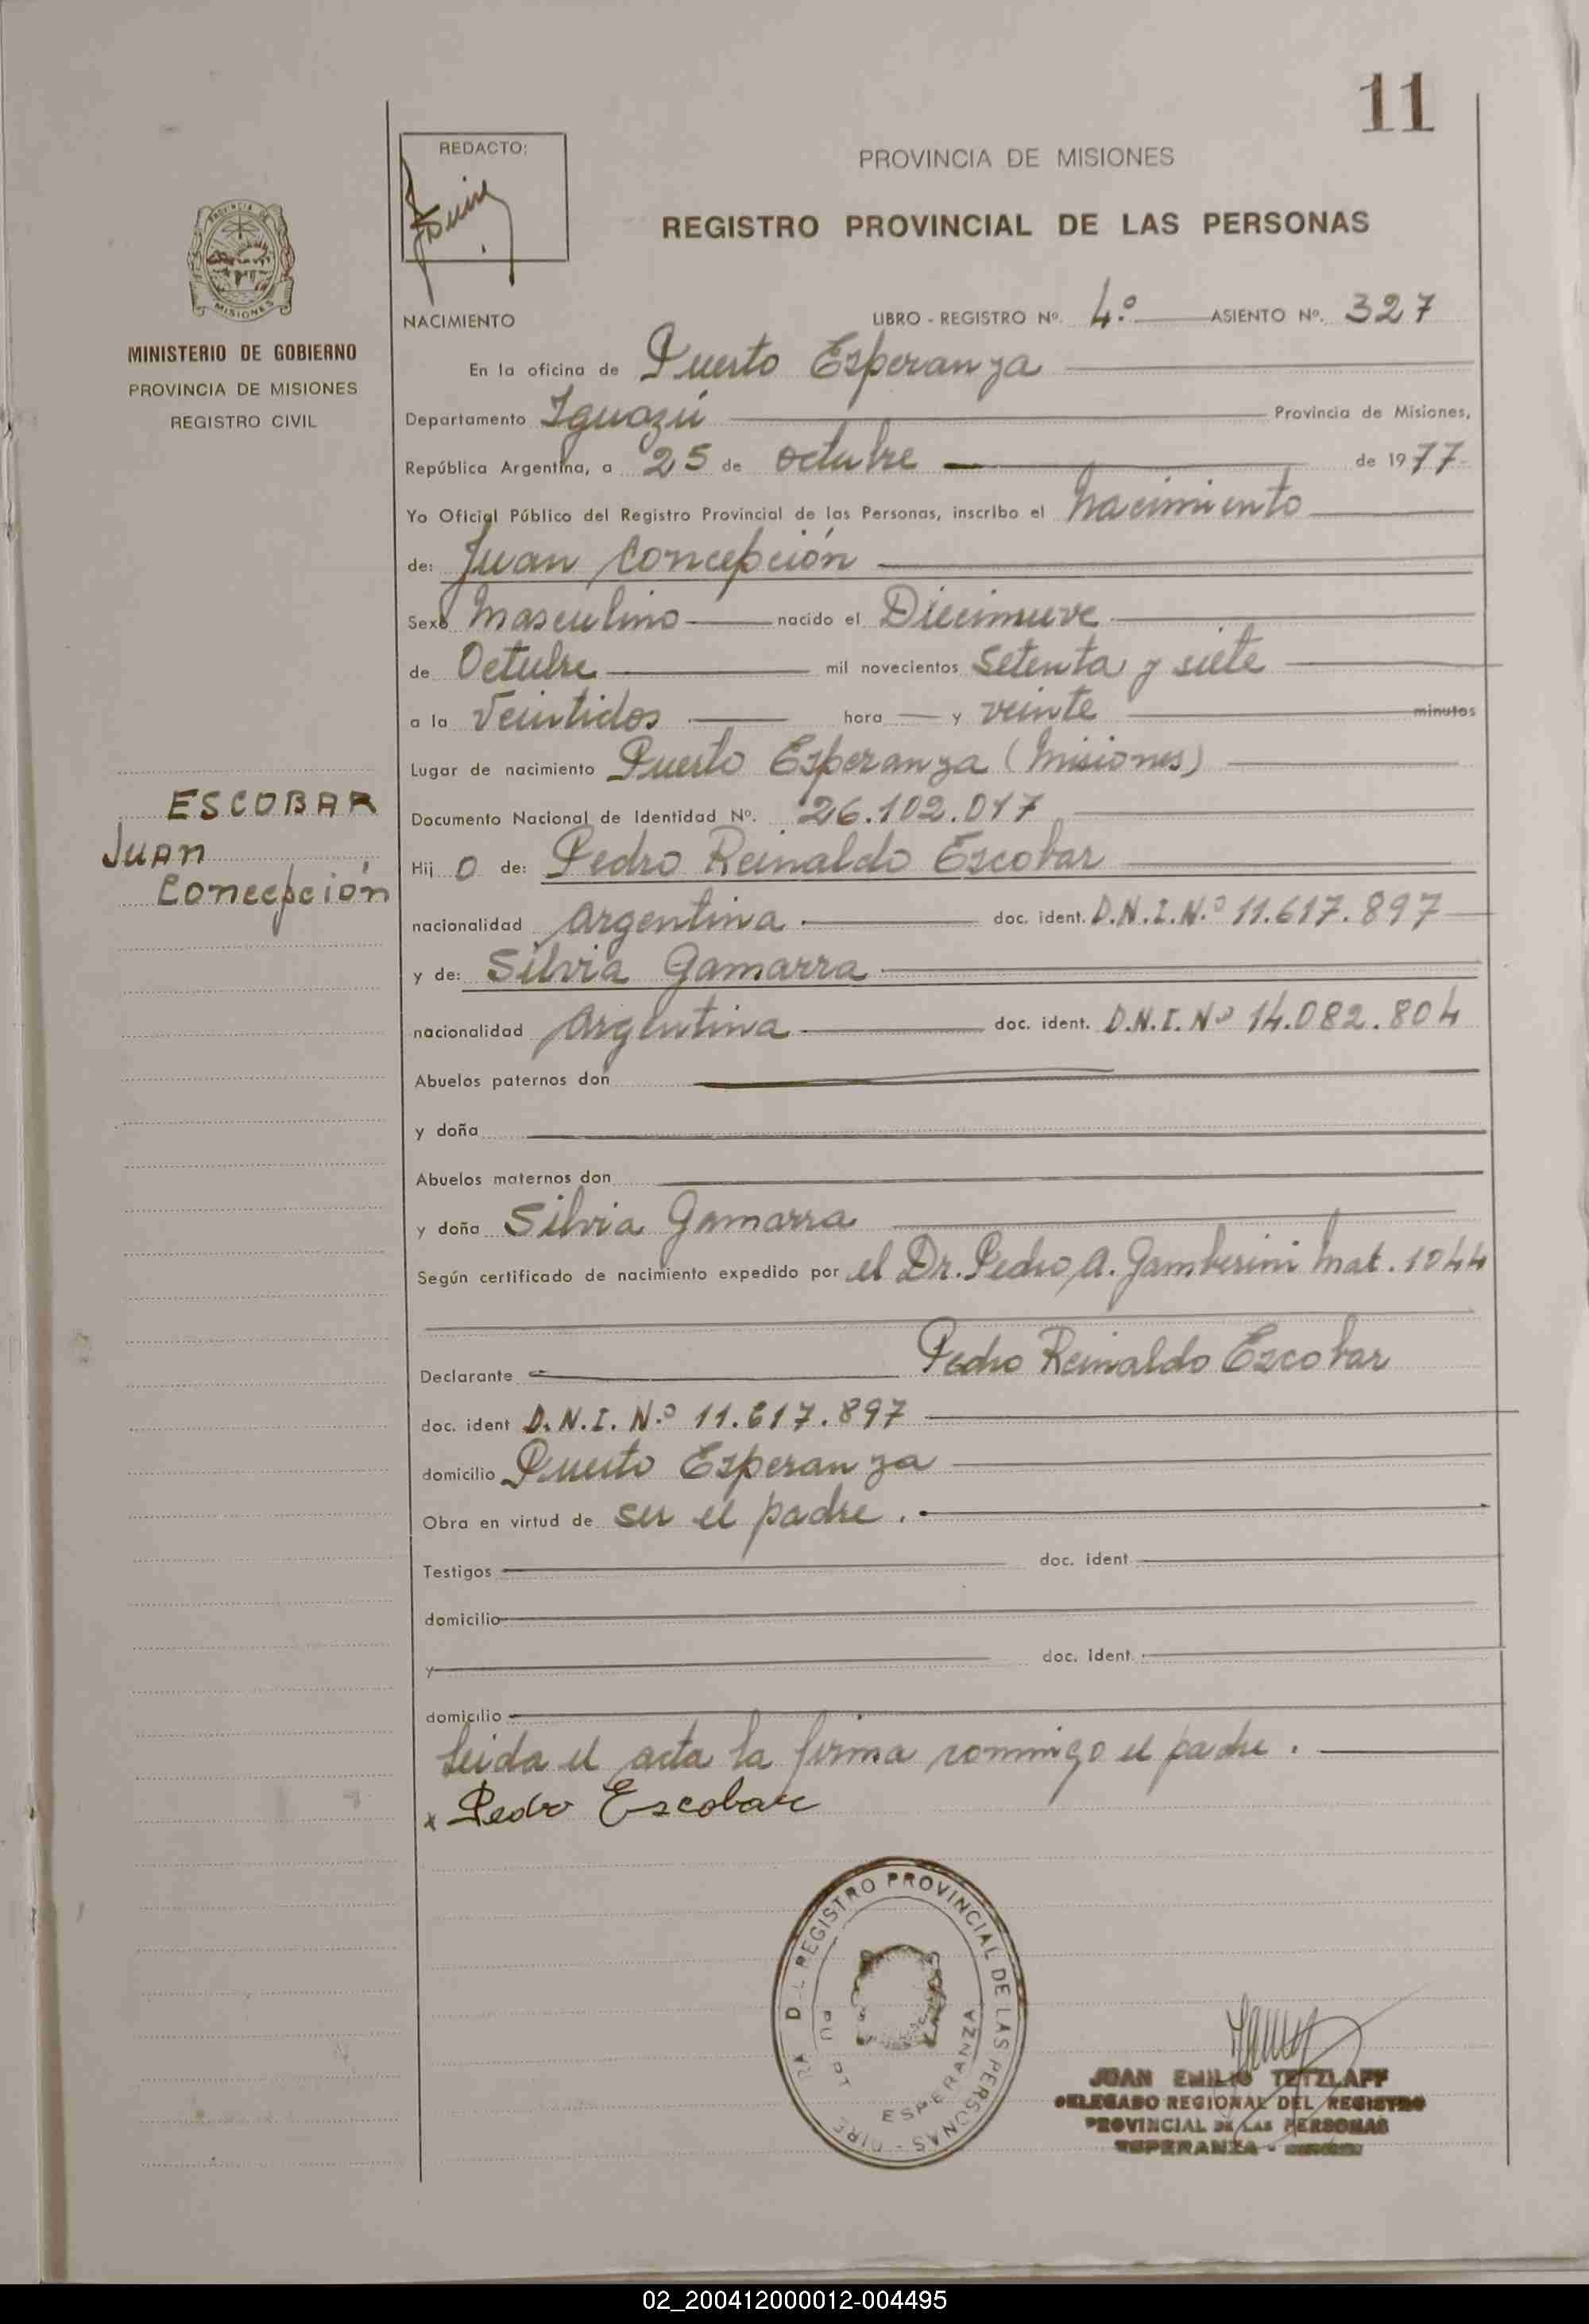 11
REDACTO:
PROVINCIA DE MISIONES
REGISTRO PROVINCIAL DE LAS PERSONAS
PROVINCIA DE MISIONES
MINISTERIO DE GOBIERNO
PROVINCIA DE MISIONES
REGISTRO CIVIL
ESCOBAR
Juan
Concepción
NACIMIENTO LIBRO - REGISTRO Nº. 4.º ASIENTO Nº. 327
En la oficina de Puerto Esperanza
Departamento Iguazú Provincia de Misiones,
República Argentina, a 25 de octubre de 1977
Yo Oficial Público del Registro Provincial de las Personas, inscribo el nacimiento
de: Juan Concepción
Sexo masculino nacido el Diecinueve
de Octubre mil novecientos setenta y siete
a la Veintidos hora y veinte minutos
Lugar de nacimiento Puerto Esperanza (Misiones)
Documento Nacional de Identidad Nº. 26.102.017
Hij o de: Pedro Reinaldo Escobar
nacionalidad Argentina doc. ident. D.N.I.N.º 11.617.897
y de: Silvia Gamarra
nacionalidad Argentina doc. ident. D.N.I. Nº 14.082.804
Abuelos paternos don
y doña
Abuelos maternos don
y doña Silvia Gamarra
Según certificado de nacimiento expedido por el Dr. Pedro A. Gamberini Mat. 1044
Declarante Pedro Reinaldo Escobar
doc. ident D.N.I. N.º 11.617.897
domicilio Puerto Esperanza
Obra en virtud de ser el padre.
Testigos doc. ident.
domicilio
y doc. ident.
domicilio
Leida el acta la firma conmigo el padre.
x Pedro Escobar
REGISTRO PROVINCIAL DE LAS PERSONAS
ESPERANZA
JUAN EMILIO TETZLAFF
DELEGADO REGIONAL DEL REGISTRO
PROVINCIAL DE LAS PERSONAS
ESPERANZA -
02_200412000012-004495